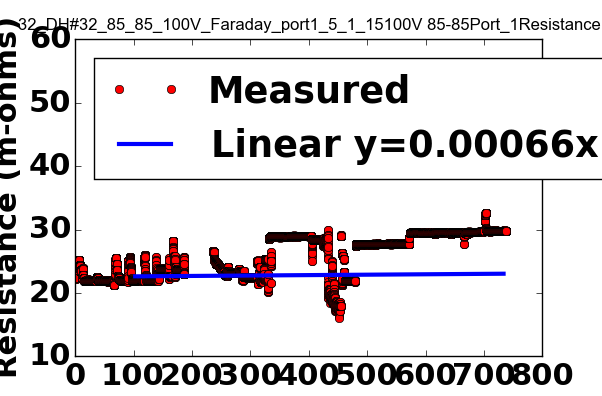 32_DH#32_85_85_100V_Faraday_port1_5_1_15100V 85-85Port_1Resistance
Resistance (m-ohms)
60
50
40
30
20
10
Measured
Linear y=0.00066x
0 100 200 300 400 500 600 700 800